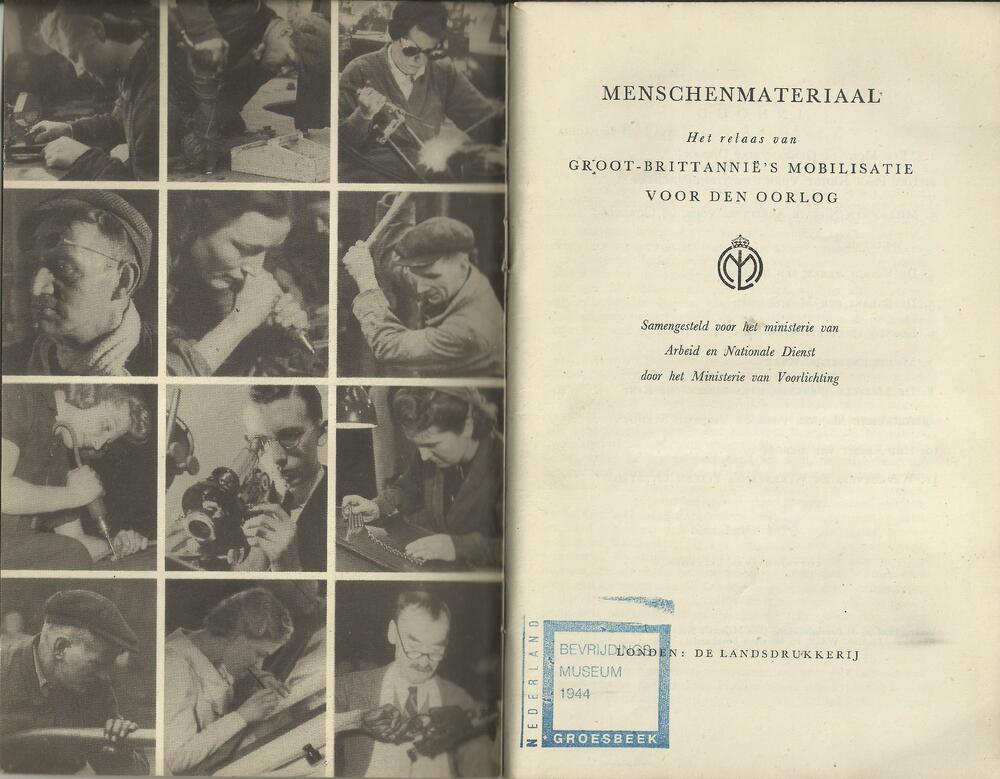 MENSCHENMATERIAAL
Het relaas van
GROOT-BRITTANNIË'S MOBILISATIE
VOOR DEN OORLOG
Samengesteld voor het ministerie van
Arbeid en Nationale Dienst
door het Ministerie van Voorlichting
LONDEN: DE LANDSDRUKKERIJ
NEDERLAND
BEVRIJDINGS
MUSEUM
1944
GROESBEEK